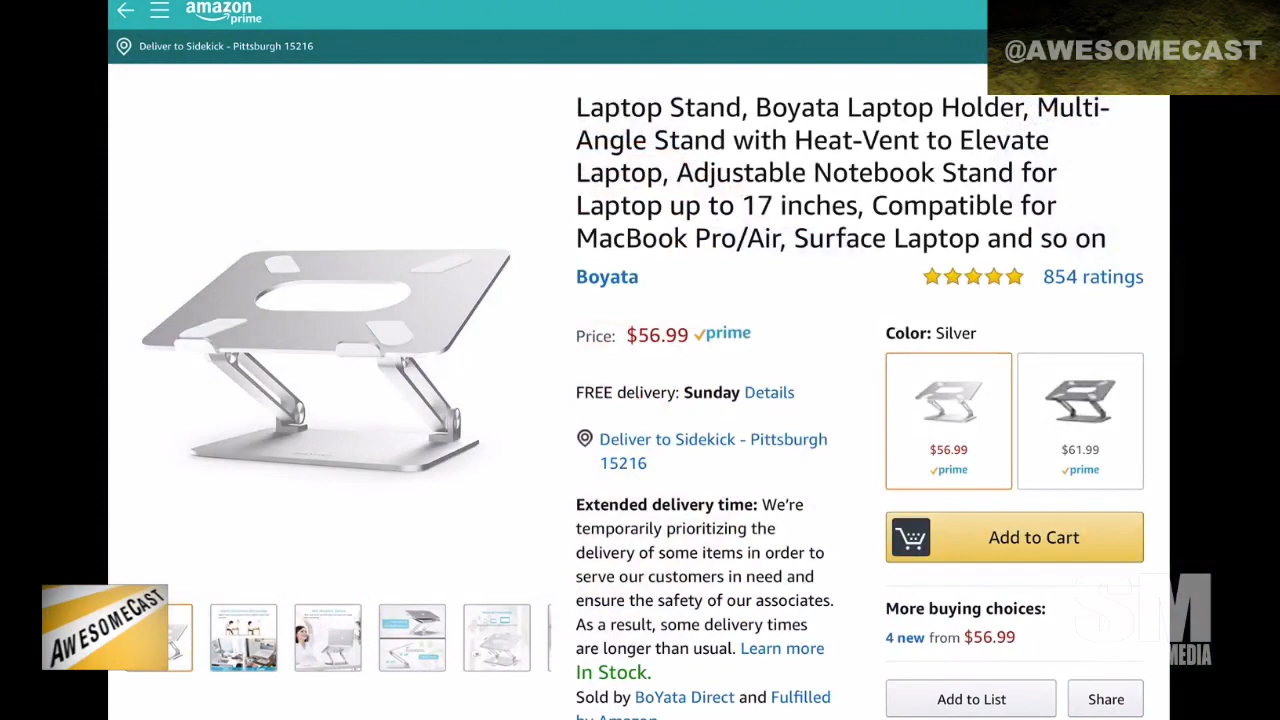 amazon
prime
@AWESOMECAST
Deliver to Sidekick - Pittsburgh 15216
Laptop Stand, Boyata Laptop Holder, Multi-
Angle Stand with Heat-Vent to Elevate
Laptop, Adjustable Notebook Stand for
Laptop up to 17 inches, Compatible for
MacBook Pro/Air, Surface Laptop and so on
Boyata
854 ratings
Price: $56.99 prime
Color: Silver
$56.99
prime
$61.99
prime
FREE delivery: Sunday Details
Deliver to Sidekick - Pittsburgh
15216
Extended delivery time: We're
temporarily prioritizing the
delivery of some items in order to
serve our customers in need and
ensure the safety of our associates.
As a result, some delivery times
are longer than usual. Learn more
In Stock.
Sold by BoYata Direct and Fulfilled
by Amazon
Add to Cart
More buying choices:
4 new from $56.99
Add to List
Share
AWESOMECAST
SM
MEDIA